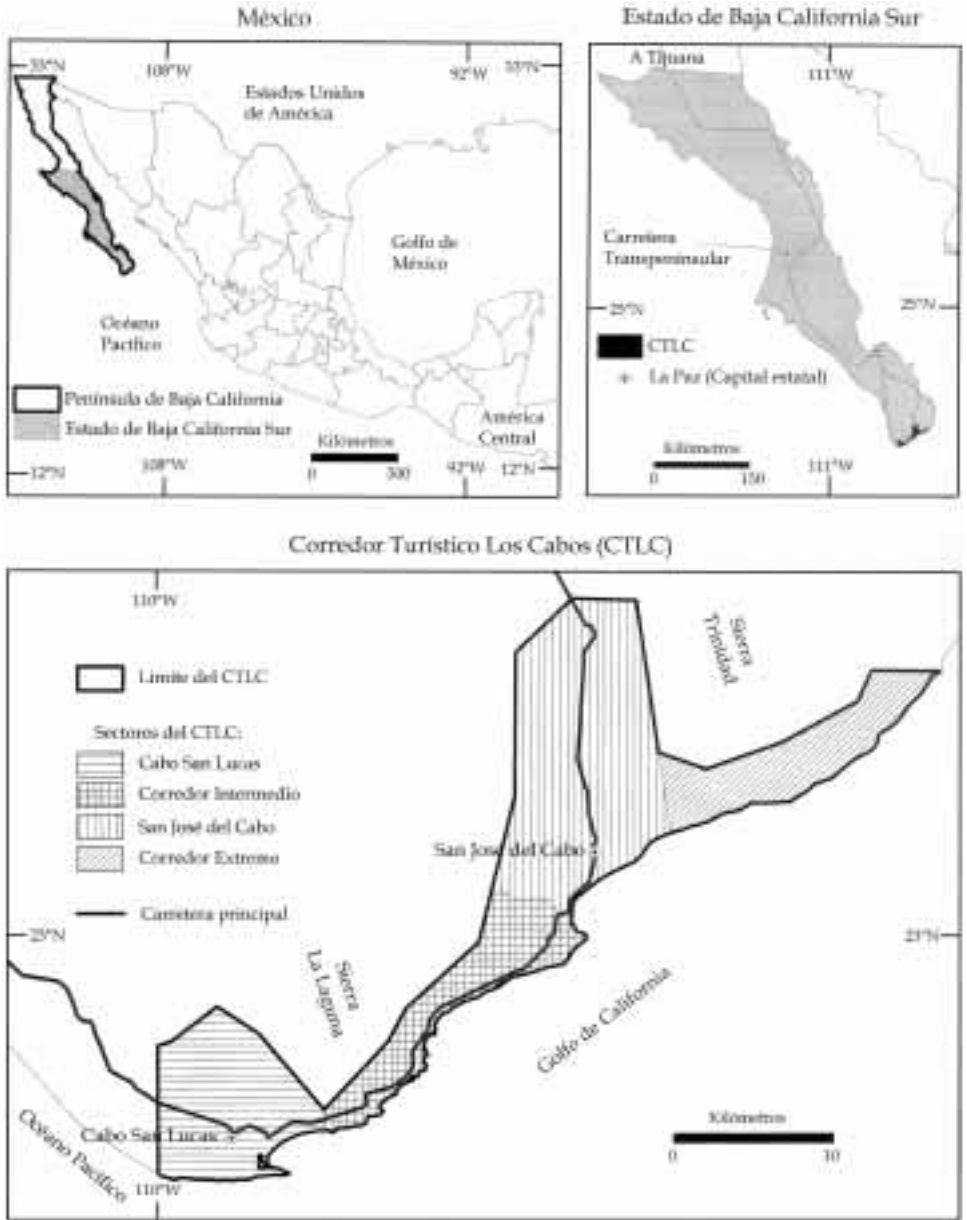 México
33°N
108°W
92°W
33°N
Estados Unidos
de América
Golfo de
México
Océano
Pacífico
Península de Baja California
Estado de Baja California Sur
Kilómetros
0
300
América
Central
12°N
108°W
92°W
12°N
Estado de Baja California Sur
A Tijuana
111°W
Carretera
Transpeninsular
25°N
25°N
CTLC
La Paz (Capital estatal)
Kilómetros
0
150
111°W
Corredor Turístico Los Cabos (CTLC)
110°W
Sierra
Trinidad
Límite del CTLC
Sectores del CTLC:
Cabo San Lucas
Corredor Intermedio
San José del Cabo
Corredor Extremo
Carretera principal
San José del Cabo
23°N
23°N
Sierra
La Laguna
Golfo de California
Océano Pacífico
Cabo San Lucas
Kilómetros
0
10
110°W